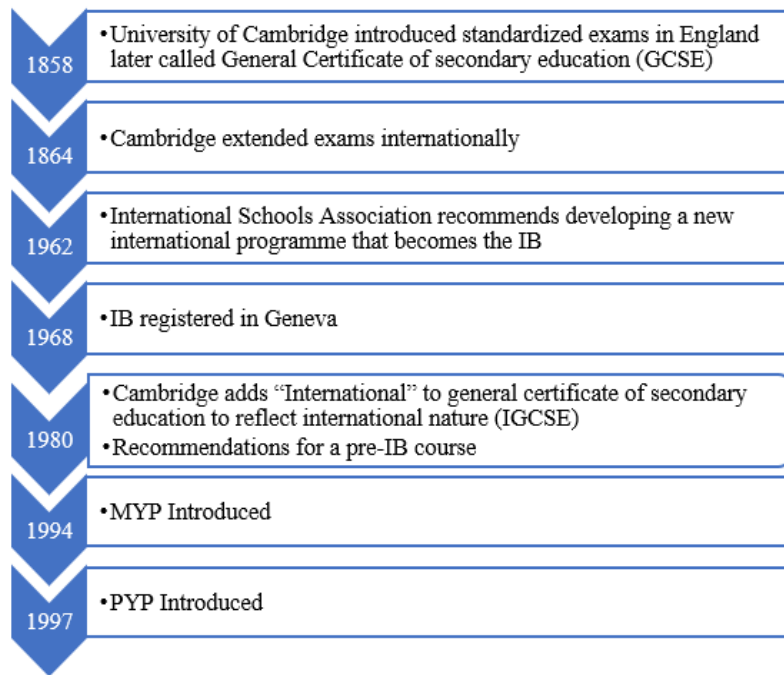 1858
•University of Cambridge introduced standardized exams in England
later called General Certificate of secondary education (GCSE)
1864
•Cambridge extended exams internationally
1962
•International Schools Association recommends developing a new
international programme that becomes the IB
1968
•IB registered in Geneva
1980
•Cambridge adds “International” to general certificate of secondary
education to reflect international nature (IGCSE)
•Recommendations for a pre-IB course
1994
•MYP Introduced
1997
•PYP Introduced